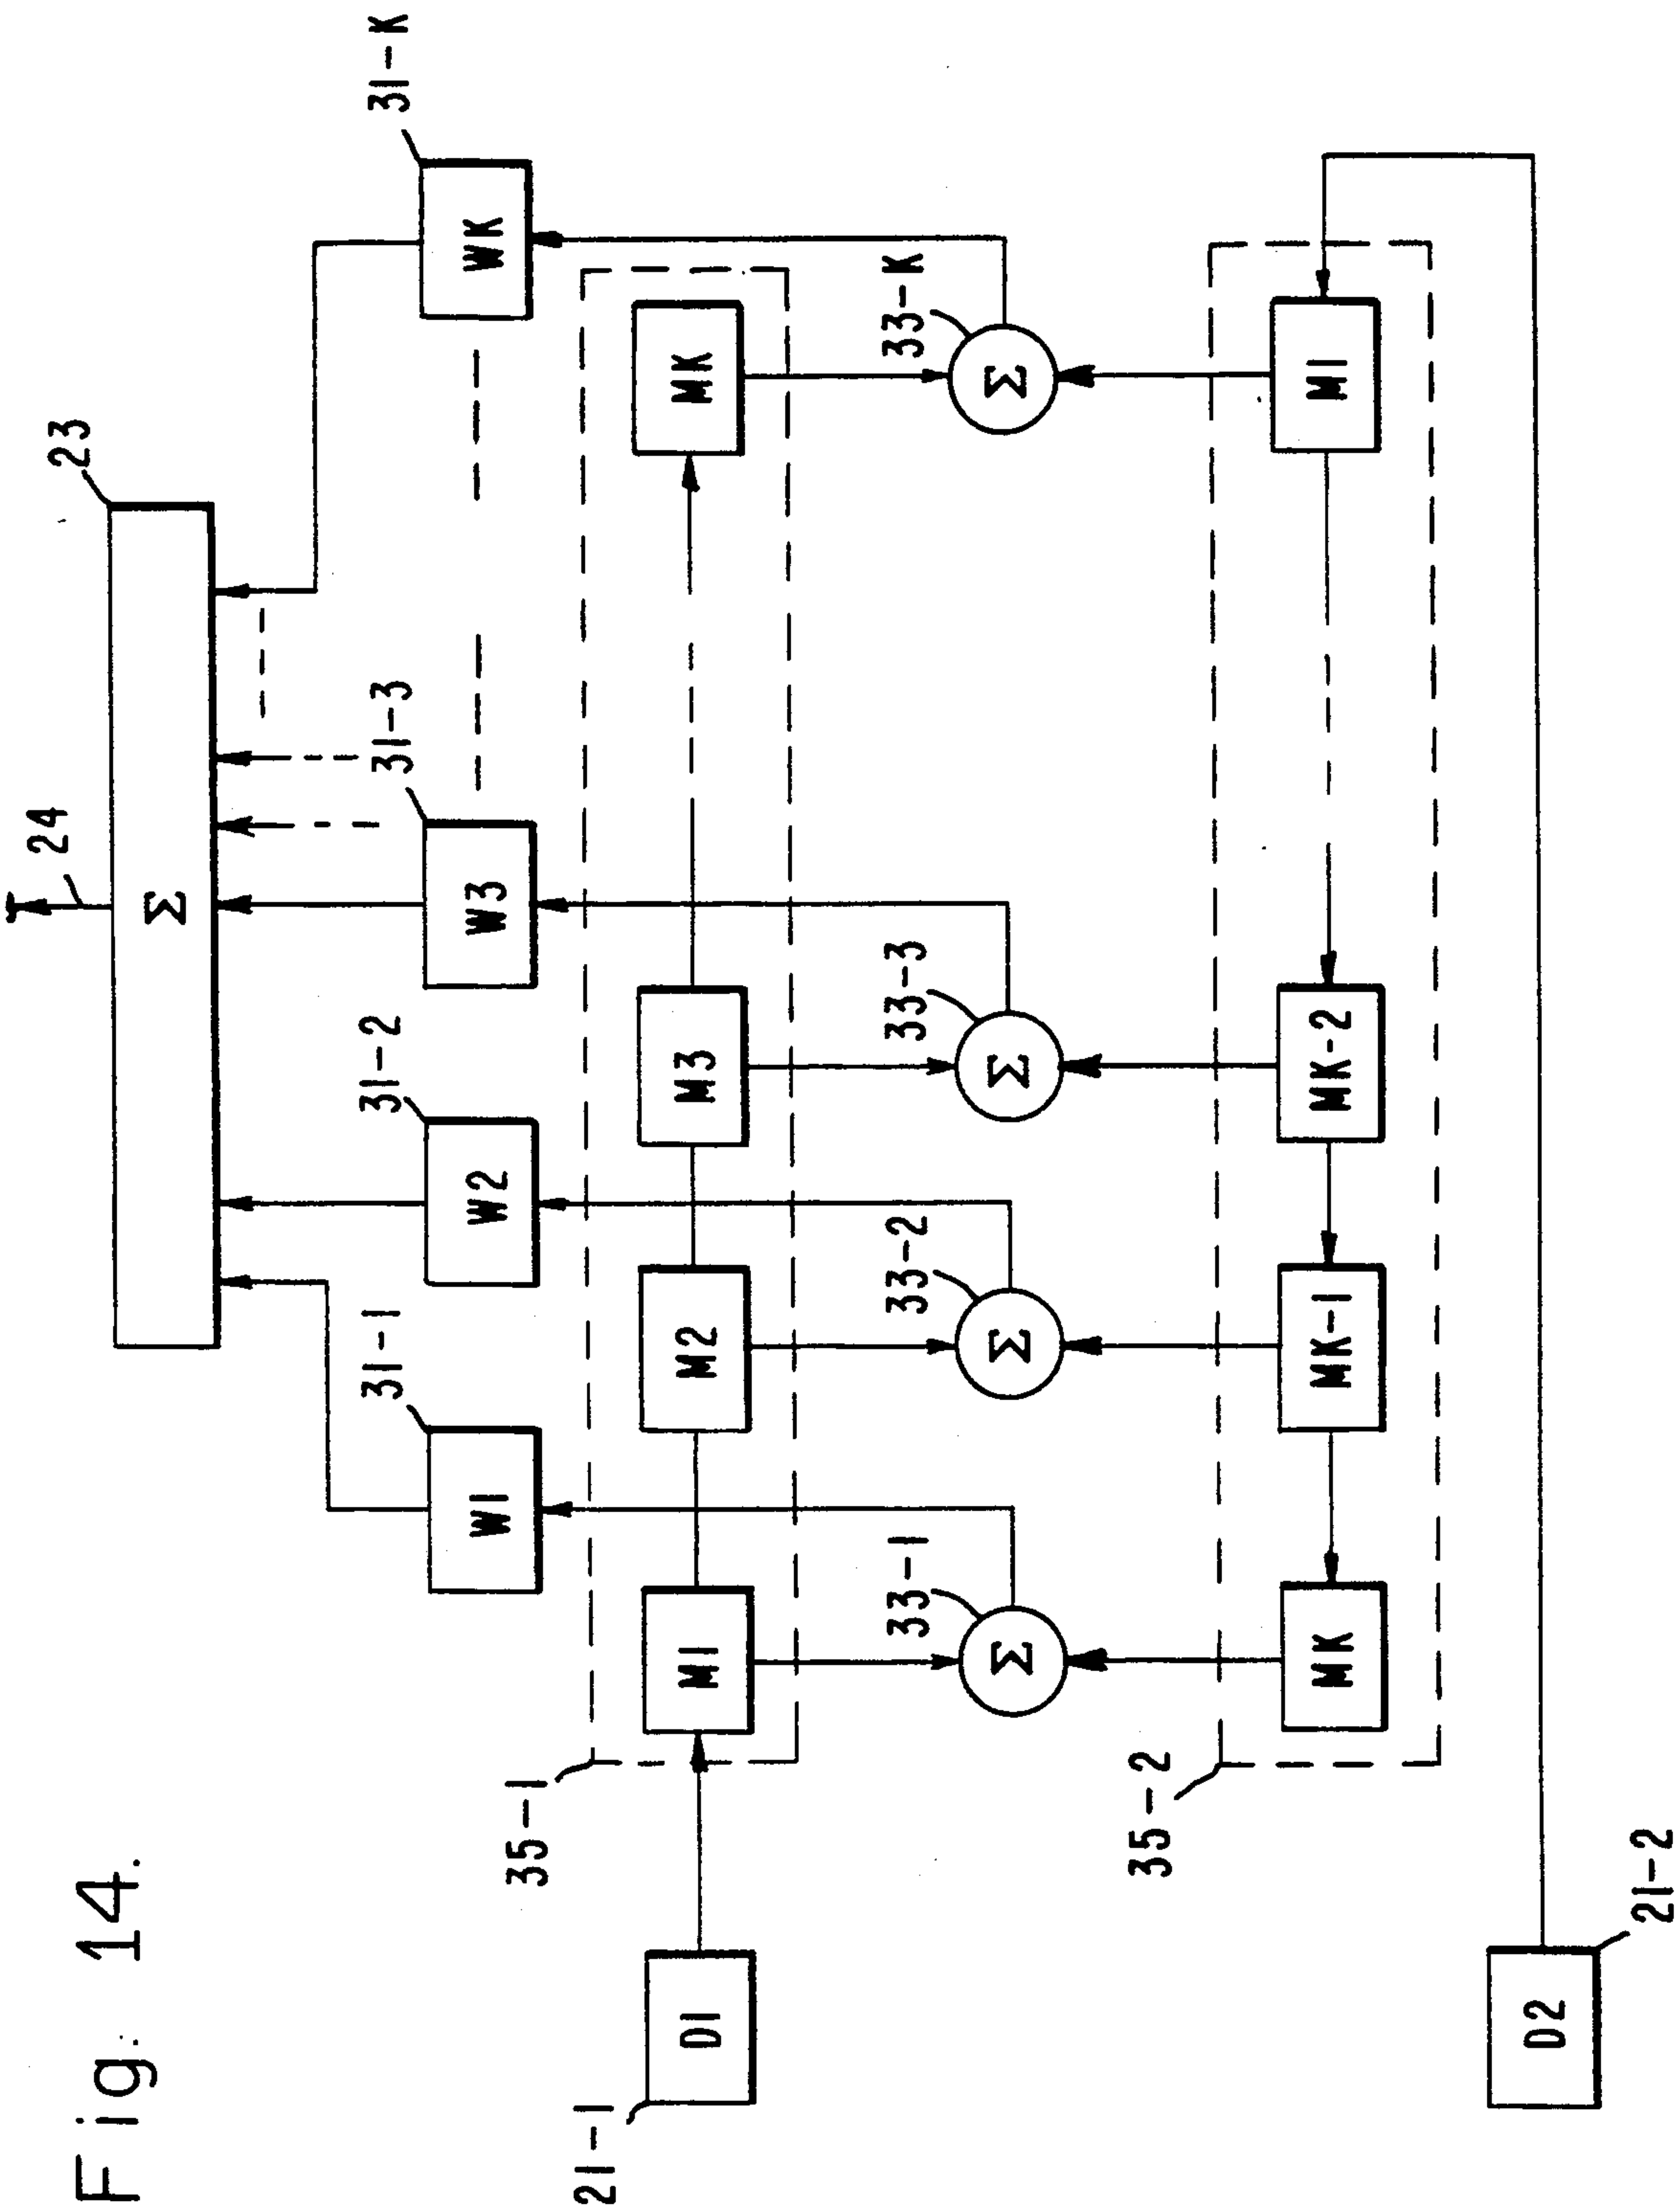 Fig. 14.
24
23
Σ
31-1
31-2
31-3
31-K
W1
W2
W3
WK
35-1
21-1
D1
M1
M2
M3
MK
33-1
33-2
33-3
33-K
Σ
Σ
Σ
Σ
35-2
MK
MK-1
MK-2
M1
D2
21-2